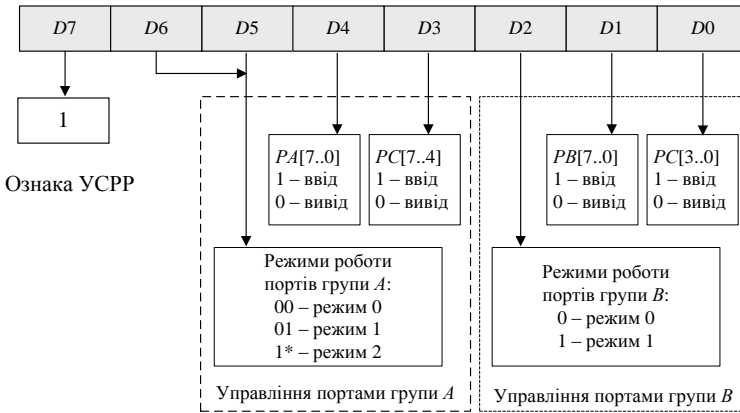 D7 D6 D5 D4 D3 D2 D1 D0
1
Ознака УСРР
PA[7..0]
1 – ввід
0 – вивід
PC[7..4]
1 – ввід
0 – вивід
PB[7..0]
1 – ввід
0 – вивід
PC[3..0]
1 – ввід
0 – вивід
Режими роботи
портів групи A:
00 – режим 0
01 – режим 1
1* – режим 2
Режими роботи
портів групи B:
0 – режим 0
1 – режим 1
Управління портами групи A
Управління портами групи B